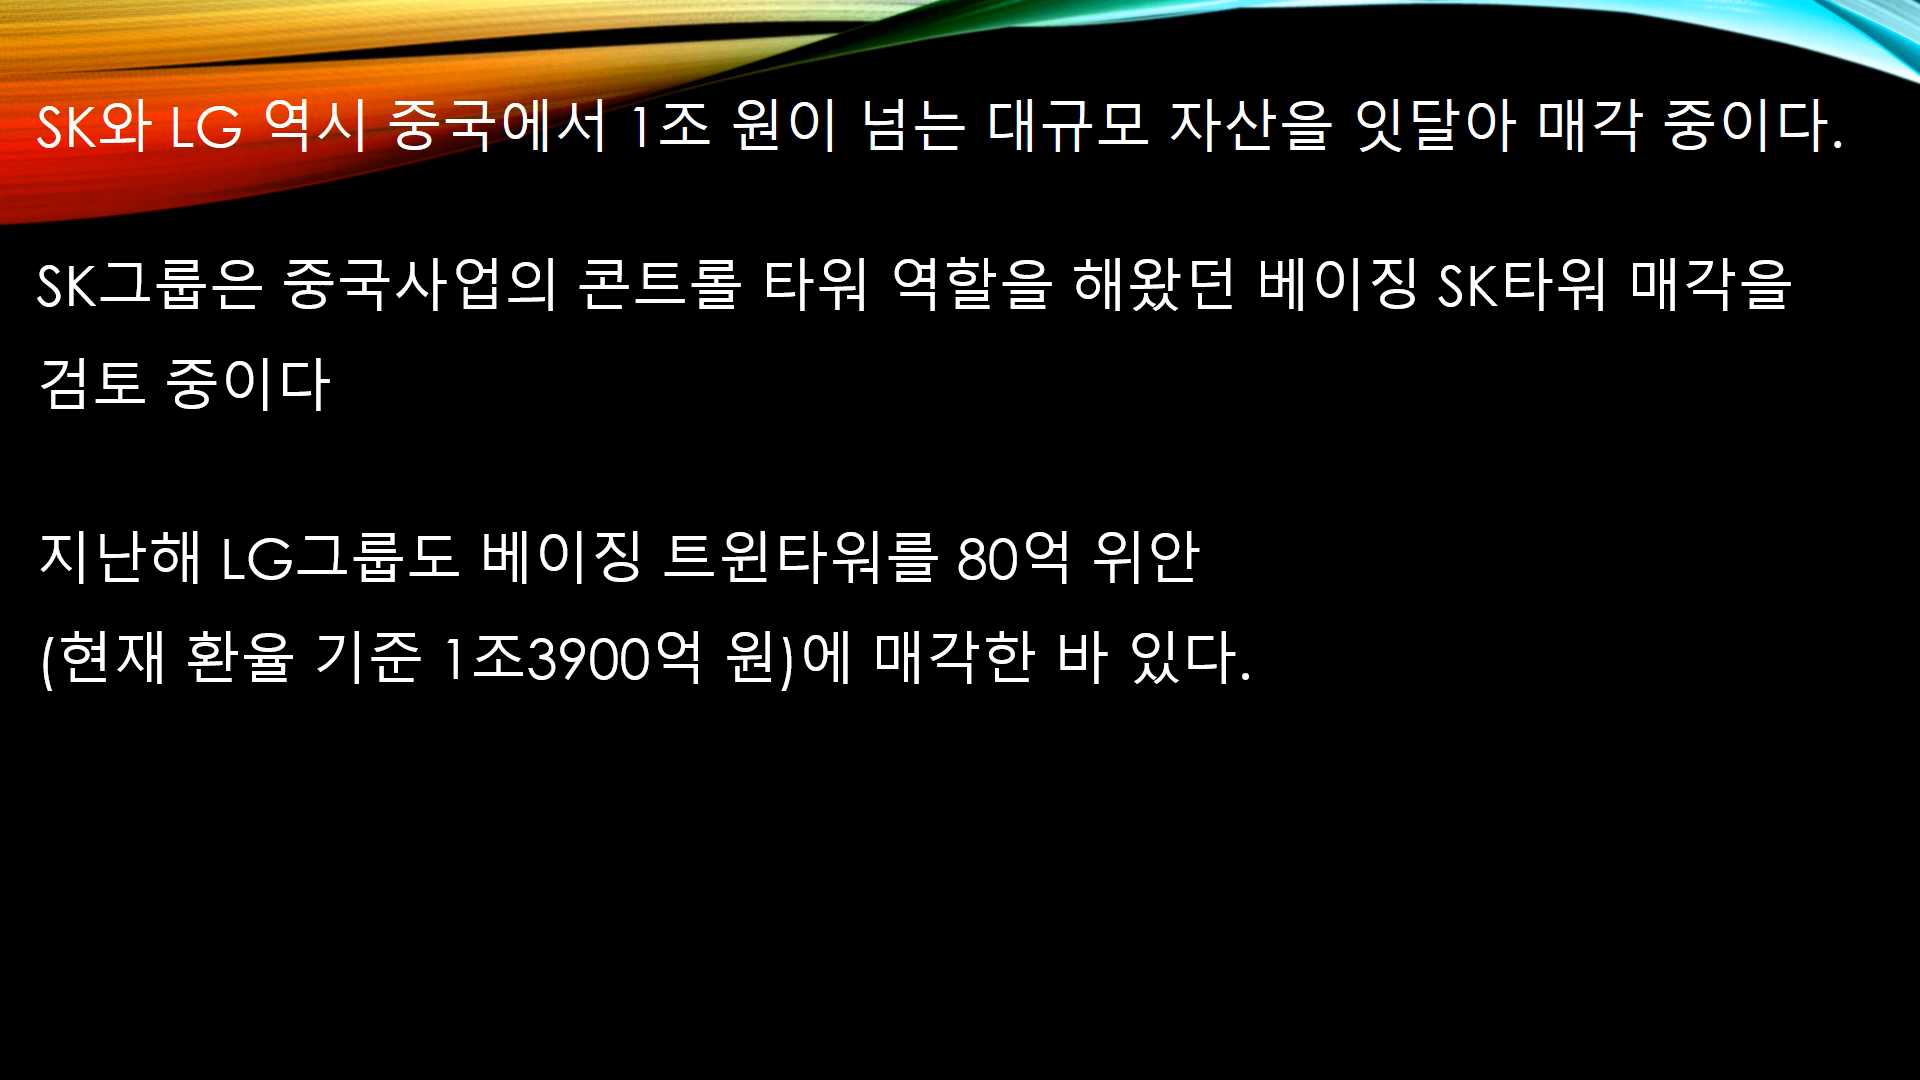 SK와 LG 역시 중국에서 1조 원이 넘는 대규모 자산을 잇달아 매각 중이다.
SK그룹은 중국사업의 콘트롤 타워 역할을 해왔던 베이징 SK타워 매각을
검토 중이다
지난해 LG그룹도 베이징 트윈타워를 80억 위안
(현재 환율 기준 1조3900억 원)에 매각한 바 있다.